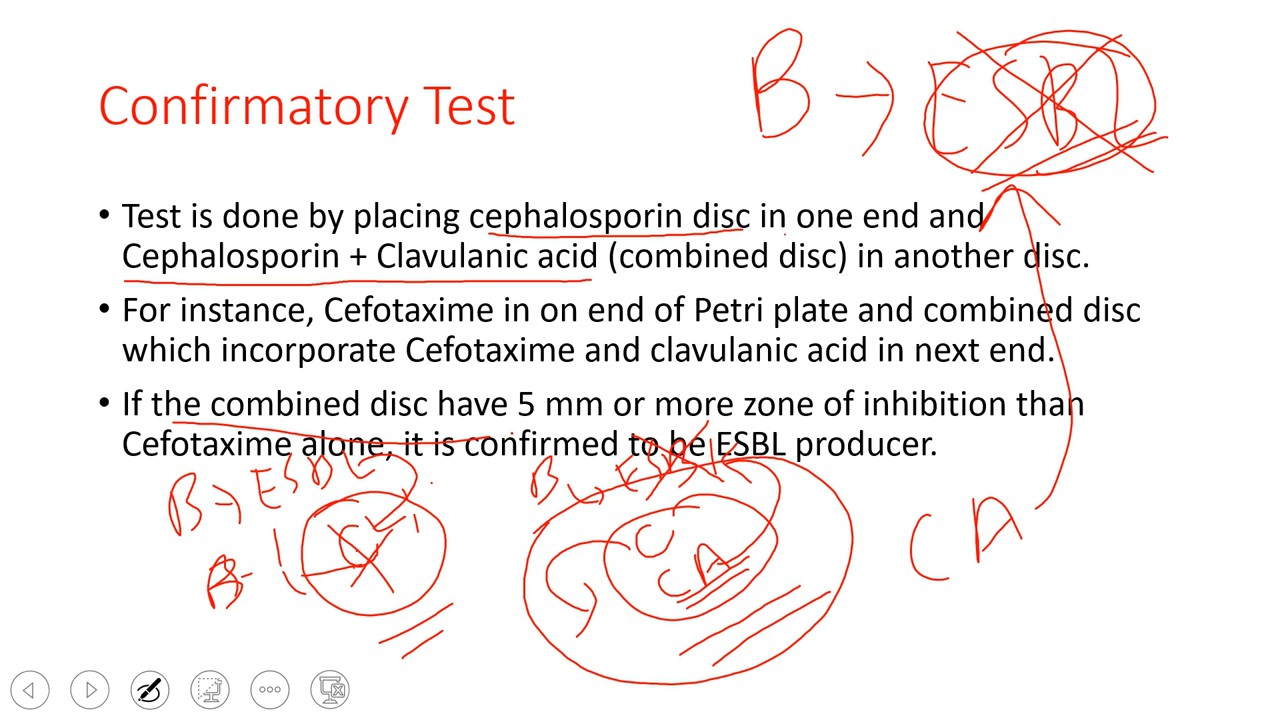 B → ESBL
Confirmatory Test
• Test is done by placing cephalosporin disc in one end and
Cephalosporin + Clavulanic acid (combined disc) in another disc.
• For instance, Cefotaxime in on end of Petri plate and combined disc
which incorporate Cefotaxime and clavulanic acid in next end.
• If the combined disc have 5 mm or more zone of inhibition than
Cefotaxime alone, it is confirmed to be ESBL producer.
B → ESBL
B ESBL
C
C
CA
CA
B